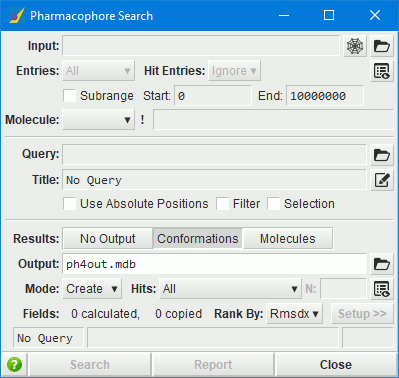 Pharmacophore Search
Input:
Entries: All Hit Entries: Ignore
Subrange Start: 0 End: 10000000
Molecule: !
Query:
Title: No Query
Use Absolute Positions Filter Selection
Results: No Output Conformations Molecules
Output: ph4out.mdb
Mode: Create Hits: All N:
Fields: 0 calculated, 0 copied Rank By: Rmsdx Setup >>
No Query
? Search Report Close